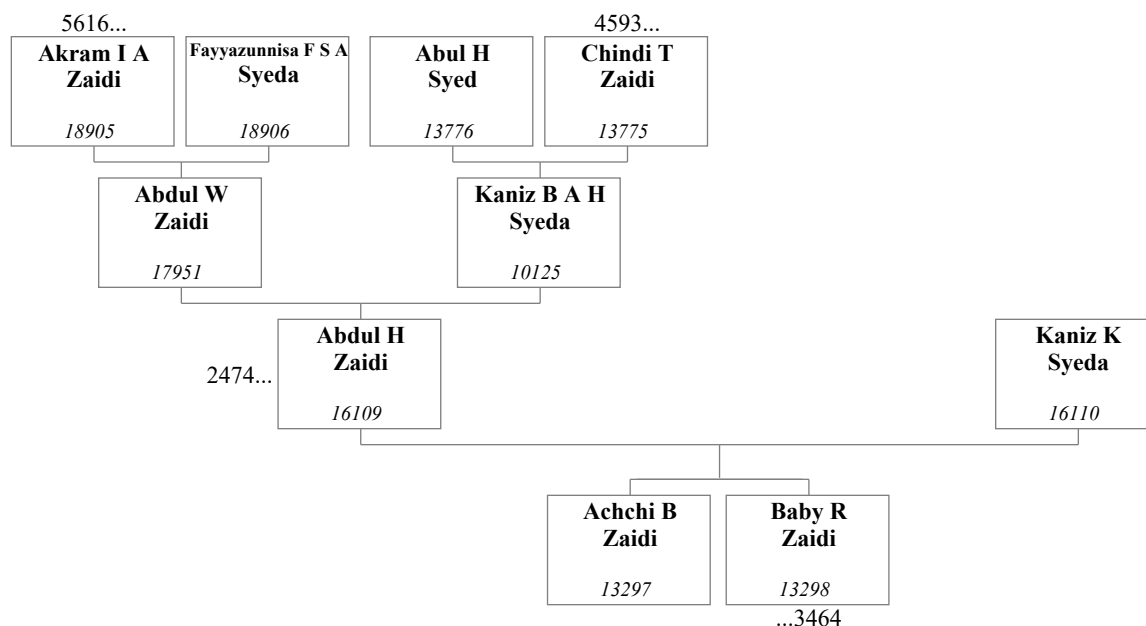 5616...
4593...
Akram I A
Zaidi
18905
Fayyazunnisa F S A
Syeda
18906
Abul H
Syed
13776
Chindi T
Zaidi
13775
Abdul W
Zaidi
17951
Kaniz B A H
Syeda
10125
2474...
Abdul H
Zaidi
16109
Kaniz K
Syeda
16110
Achchi B
Zaidi
13297
Baby R
Zaidi
13298
...3464